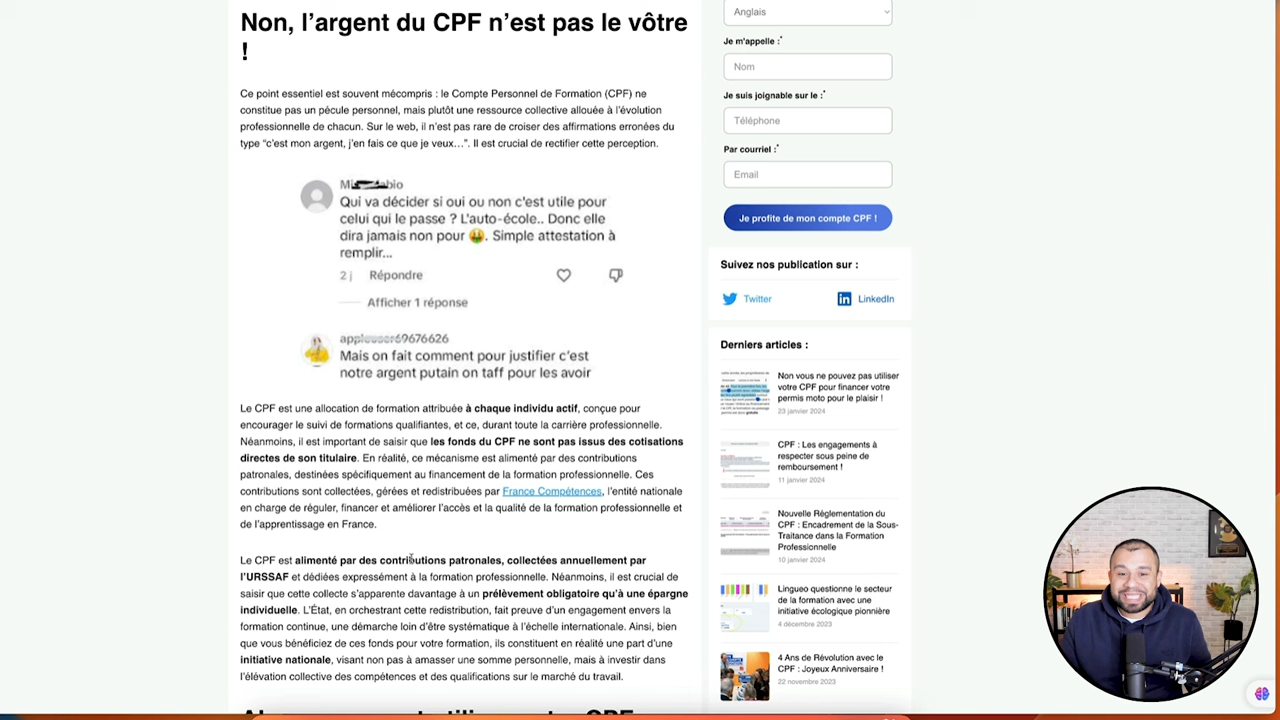 Non, l’argent du CPF n’est pas le vôtre
!
Ce point essentiel est souvent mécompris : le Compte Personnel de Formation (CPF) ne
constitue pas un pécule personnel, mais plutôt une ressource collective allouée à l’évolution
professionnelle de chacun. Sur le web, il n’est pas rare de croiser des affirmations erronées du
type “c’est mon argent, j’en fais ce que je veux…”. Il est crucial de rectifier cette perception.
Qui va décider si oui ou non c'est utile pour
celui qui le passe ? L'auto-école.. Donc elle
dira jamais non pour 🤑. Simple attestation à
remplir...
2 j Répondre
Afficher 1 réponse
Mais on fait comment pour justifier c'est
notre argent putain on taff pour les avoir
Le CPF est une allocation de formation attribuée à chaque individu actif, conçue pour
encourager le suivi de formations qualifiantes, et ce, durant toute la carrière professionnelle.
Néanmoins, il est important de saisir que les fonds du CPF ne sont pas issus des cotisations
directes de son titulaire. En réalité, ce mécanisme est alimenté par des contributions
patronales, destinées spécifiquement au financement de la formation professionnelle. Ces
contributions sont collectées, gérées et redistribuées par France Compétences, l’entité nationale
en charge de réguler, financer et améliorer l’accès et la qualité de la formation professionnelle et
de l’apprentissage en France.
Le CPF est alimenté par des contributions patronales, collectées annuellement par
l’URSSAF et dédiées expressément à la formation professionnelle. Néanmoins, il est crucial de
saisir que cette collecte s’apparente davantage à un prélèvement obligatoire qu’à une épargne
individuelle. L’État, en orchestrant cette redistribution, fait preuve d’un engagement envers la
formation continue, une démarche loin d’être systématique à l’échelle internationale. Ainsi, bien
que vous bénéficiez de ces fonds pour votre formation, ils constituent en réalité une part d’une
initiative nationale, visant non pas à amasser une somme personnelle, mais à investir dans
l’élévation collective des compétences et des qualifications sur le marché du travail.
Anglais
Je m'appelle :*
Nom
Je suis joignable sur le :*
Téléphone
Par courriel :*
Email
Je profite de mon compte CPF !
Suivez nos publication sur :
Twitter LinkedIn
Derniers articles :
Non vous ne pouvez pas utiliser
votre CPF pour financer votre
permis moto pour le plaisir !
23 janvier 2024
CPF : Les engagements à
respecter sous peine de
remboursement !
11 janvier 2024
Nouvelle Réglementation du
CPF : Encadrement de la Sous-
Traitance dans la Formation
Professionnelle
10 janvier 2024
Lingueo questionne le secteur
de la formation avec une
initiative écologique pionnière
4 décembre 2023
4 Ans de Révolution avec le
CPF : Joyeux Anniversaire !
22 novembre 2023